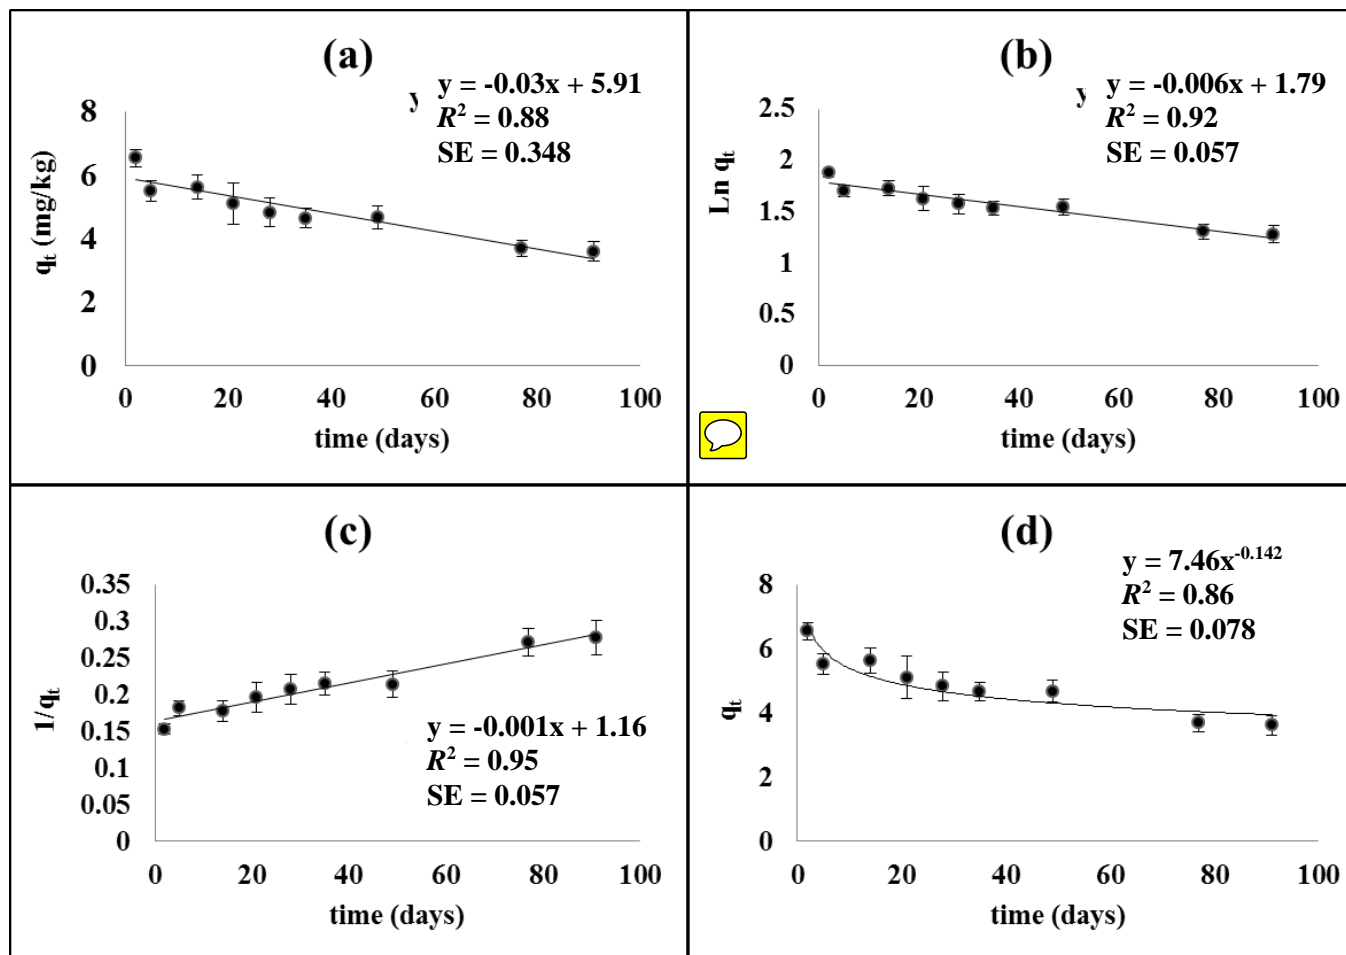 (a)
y = -0.03x + 5.91
R² = 0.88
SE = 0.348
8
6
4
2
0
qt (mg/kg)
0 20 40 60 80 100
time (days)
(b)
y y = -0.006x + 1.79
R² = 0.92
SE = 0.057
2.5
2
1.5
1
0.5
0
Ln qt
0 20 40 60 80 100
time (days)
(c)
0.35
0.3
0.25
0.2
0.15
0.1
0.05
0
1/qt
y = -0.001x + 1.16
R² = 0.95
SE = 0.057
0 20 40 60 80 100
time (days)
(d)
y = 7.46x^-0.142
R² = 0.86
SE = 0.078
8
6
4
2
0
qt
0 20 40 60 80 100
time (days)